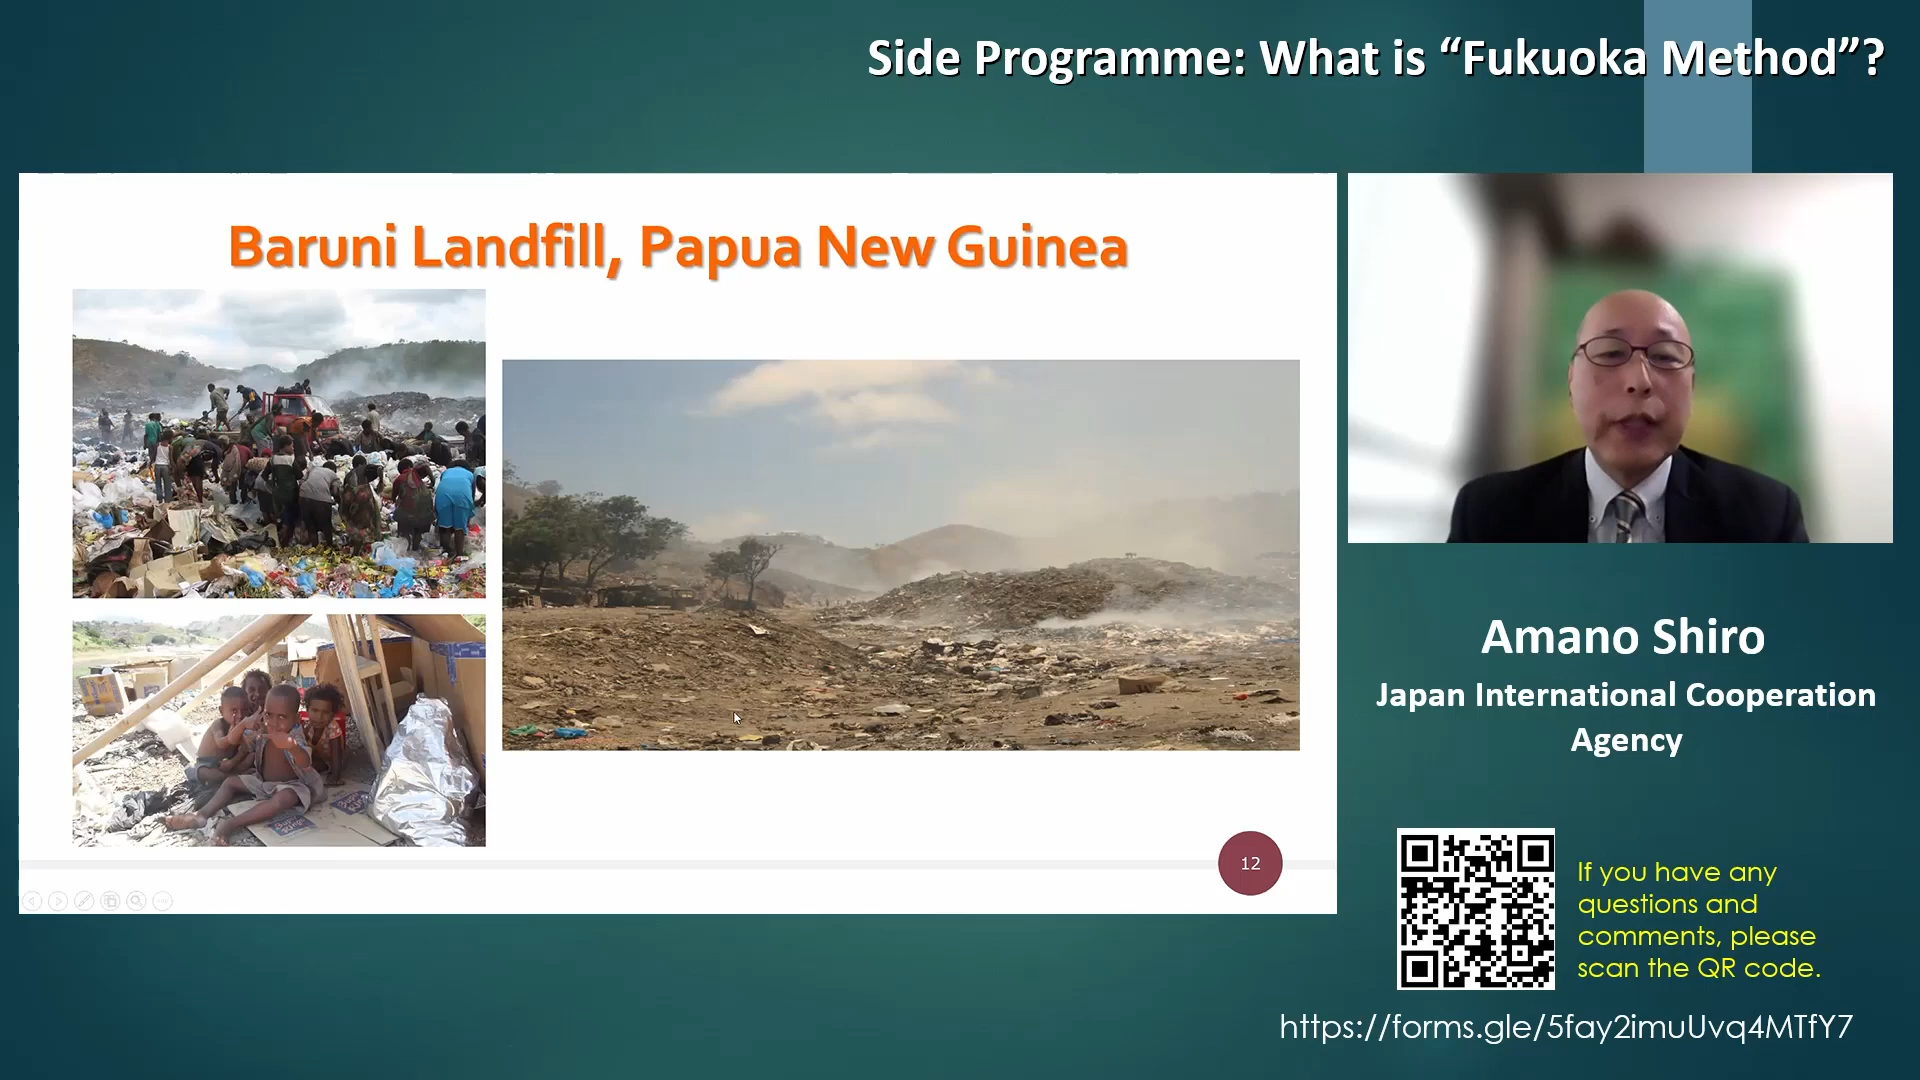 Side Programme: What is “Fukuoka Method”?
Baruni Landfill, Papua New Guinea
12
Amano Shiro
Japan International Cooperation
Agency
If you have any
questions and
comments, please
scan the QR code.
https://forms.gle/5fay2imuUvq4MTfY7